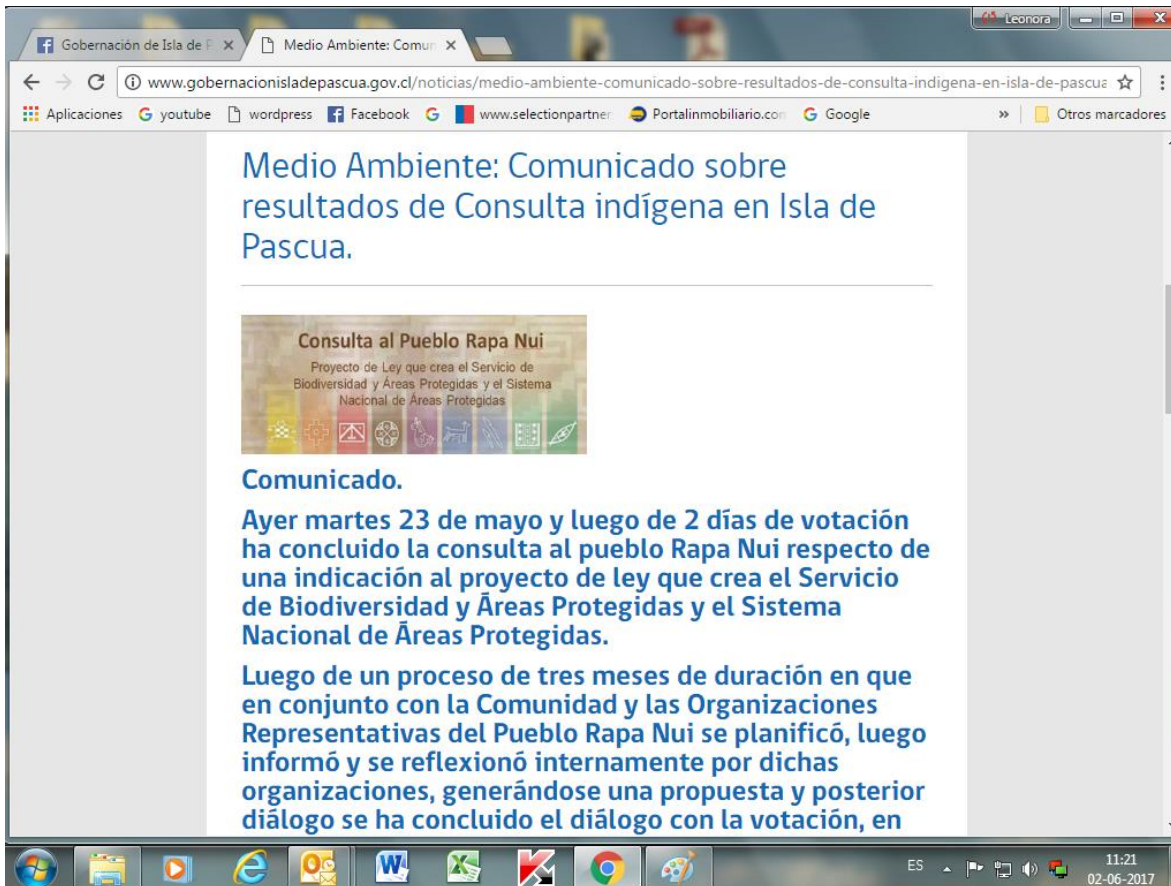 Leonora
Gobernación de Isla de P
Medio Ambiente: Comun
www.gobernacionisladepascua.gov.cl/noticias/medio-ambiente-comunicado-sobre-resultados-de-consulta-indigena-en-isla-de-pascua
Aplicaciones youtube wordpress Facebook www.selectionpartner Portalinmobiliario.com Google » Otros marcadores
Medio Ambiente: Comunicado sobre
resultados de Consulta indígena en Isla de
Pascua.
Consulta al Pueblo Rapa Nui
Proyecto de Ley que crea el Servicio de
Biodiversidad y Áreas Protegidas y el Sistema
Nacional de Áreas Protegidas
Comunicado.
Ayer martes 23 de mayo y luego de 2 días de votación
ha concluido la consulta al pueblo Rapa Nui respecto de
una indicación al proyecto de ley que crea el Servicio
de Biodiversidad y Áreas Protegidas y el Sistema
Nacional de Áreas Protegidas.
Luego de un proceso de tres meses de duración en que
en conjunto con la Comunidad y las Organizaciones
Representativas del Pueblo Rapa Nui se planificó, luego
informó y se reflexionó internamente por dichas
organizaciones, generándose una propuesta y posterior
diálogo se ha concluido el diálogo con la votación, en
ES
11:21
02-06-2017